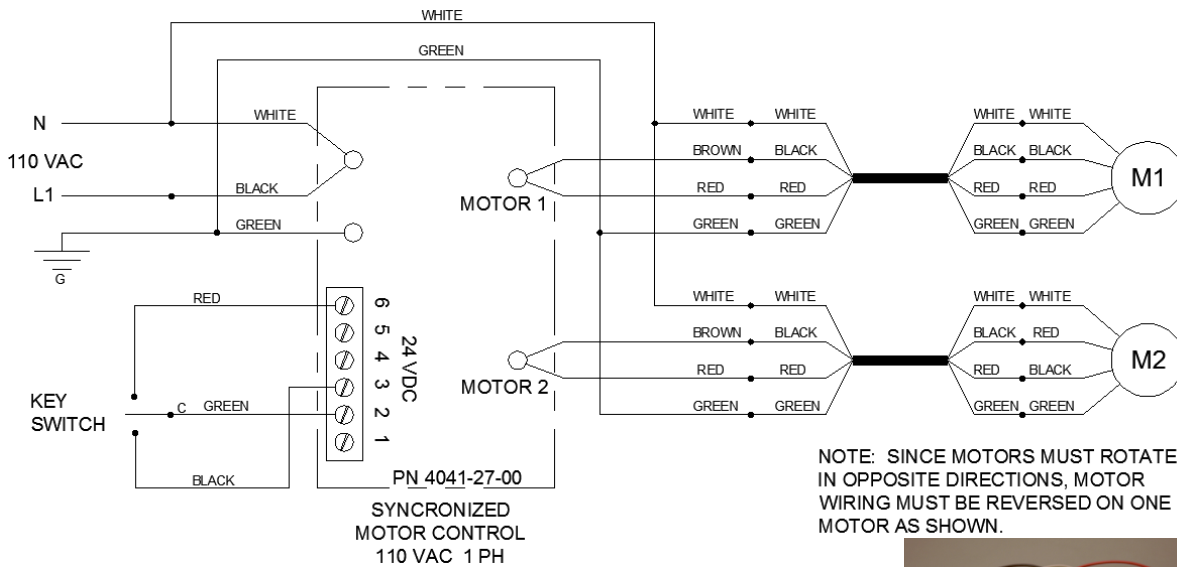 WHITE
GREEN
N
WHITE
110 VAC
L1
BLACK
GREEN
G
MOTOR 1
WHITE WHITE
BROWN BLACK
RED RED
GREEN GREEN
WHITE WHITE
BLACK BLACK
RED RED
GREEN GREEN
M1
RED
6
5
4
3
2
1
24 VDC
KEY
SWITCH
C GREEN
BLACK
MOTOR 2
WHITE WHITE
BROWN BLACK
RED RED
GREEN GREEN
WHITE WHITE
BLACK RED
RED BLACK
GREEN GREEN
M2
PN 4041-27-00
SYNCRONIZED
MOTOR CONTROL
110 VAC 1 PH
NOTE: SINCE MOTORS MUST ROTATE
IN OPPOSITE DIRECTIONS, MOTOR
WIRING MUST BE REVERSED ON ONE
MOTOR AS SHOWN.